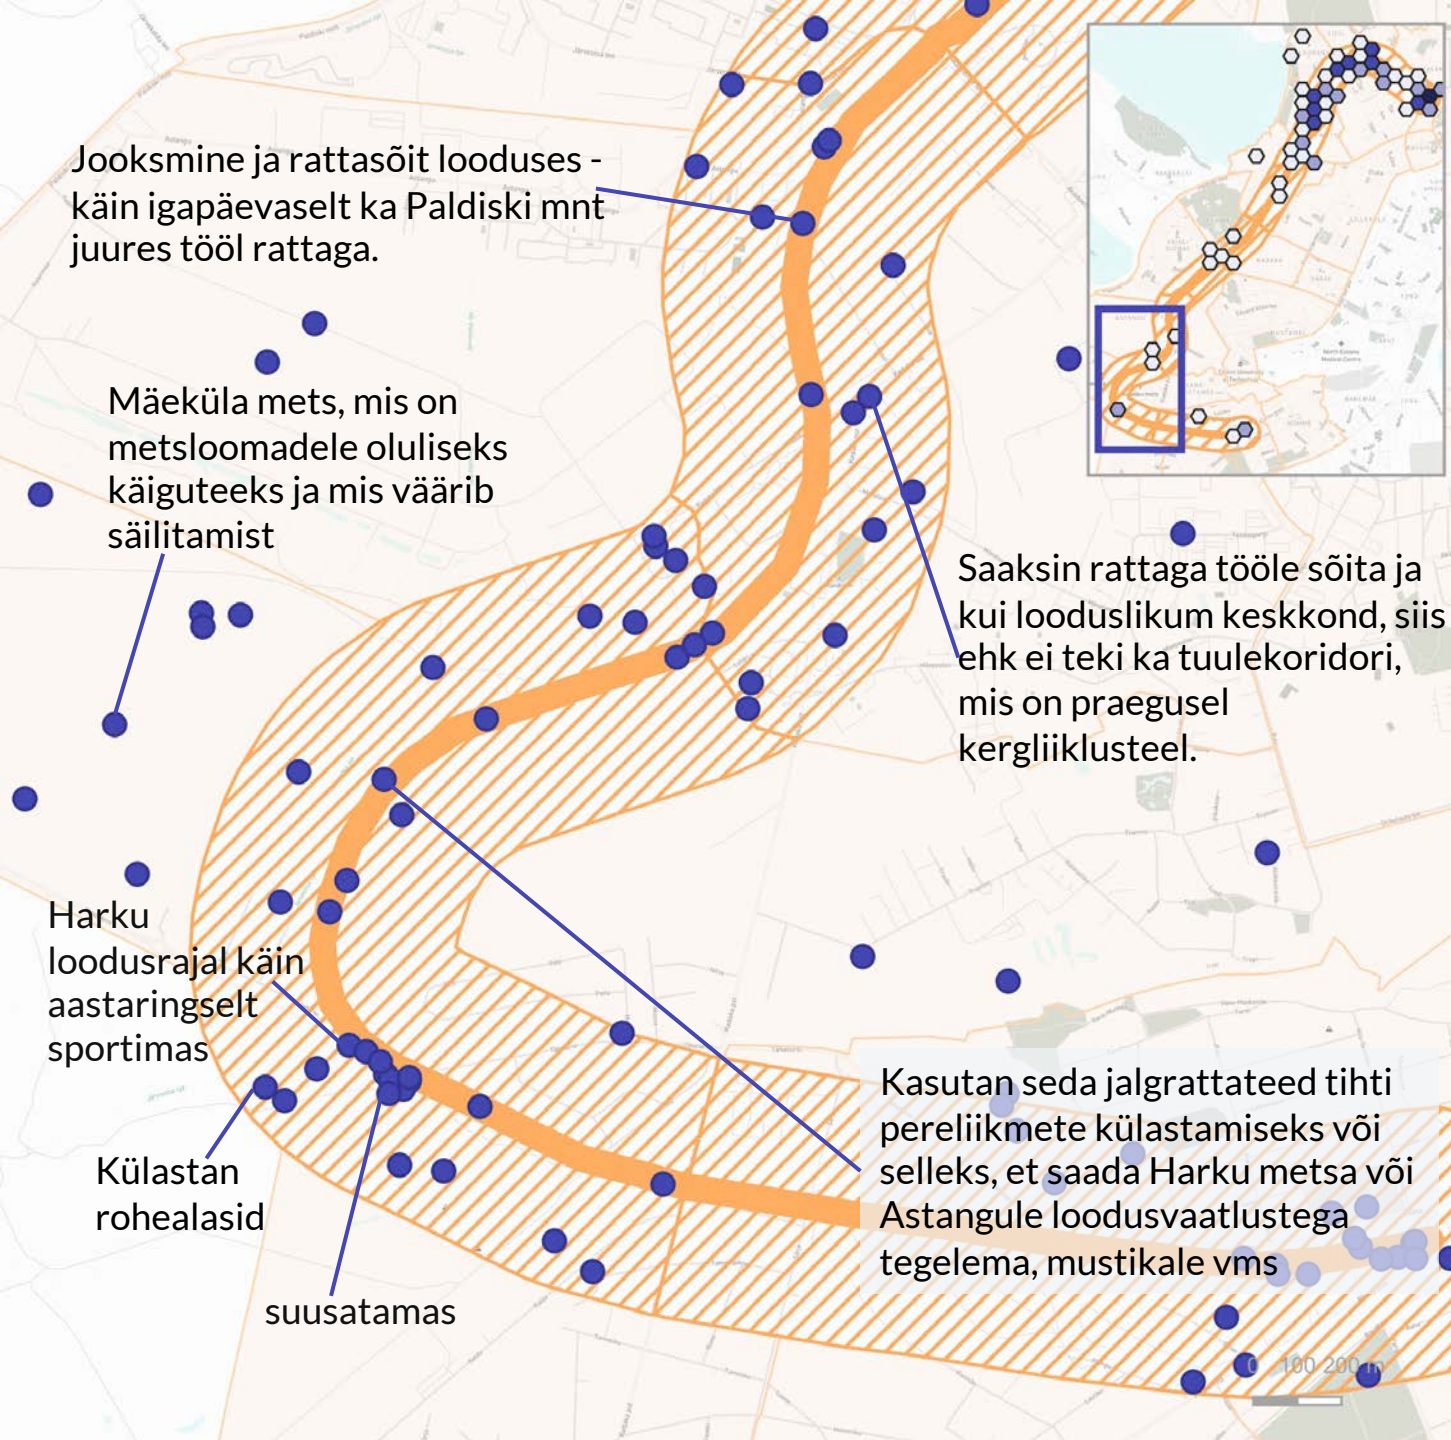 Jooksmine ja rattasõit looduses -
käin igapäevaselt ka Paldiski mnt
juures tööl rattaga.
Mäeküla mets, mis on
metsloomadele oluliseks
käiguteeks ja mis väärib
säilitamist
Saaksin rattaga tööle sõita ja
kui looduslikum keskkond, siis
ehk ei teki ka tuulekoridori,
mis on praegusel
kergliiklusteel.
Harku
loodusrajal käin
aastaringselt
sportimas
Külastan
rohealasid
suusatamas
Kasutan seda jalgrattateed tihti
pereliikmete külastamiseks või
selleks, et saada Harku metsa või
Astangule loodusvaatlustega
tegelema, mustikale vms
0 100 200 m